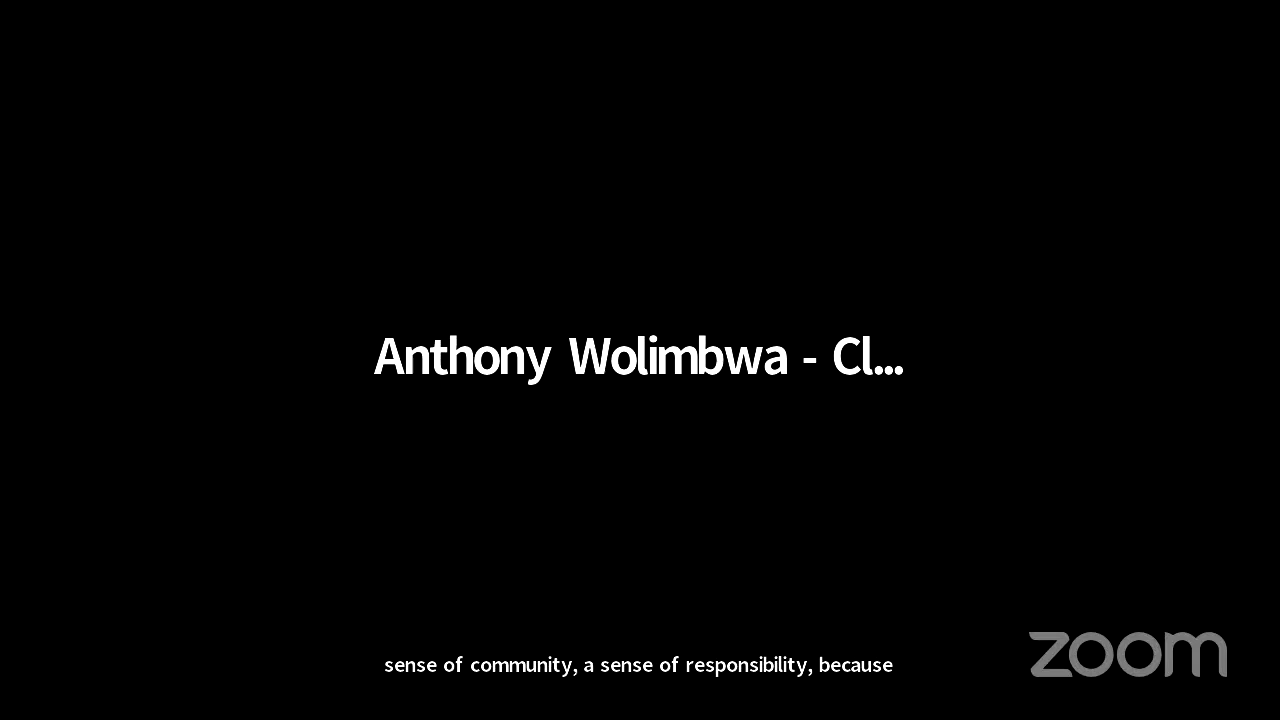 Anthony Wolimbwa - Cl...
sense of community, a sense of responsibility, because
zoom